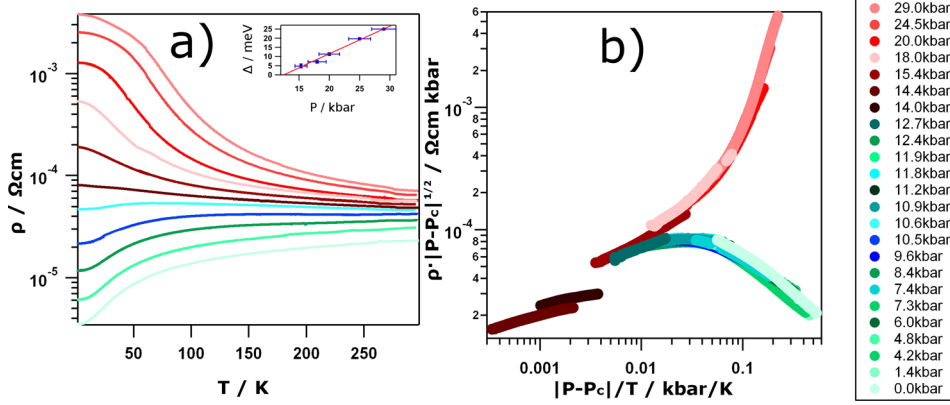 a)
Δ / meV
25
20
15
10
5
0
15
20
25
30
P / kbar
ρ / Ωcm
10⁻³
10⁻⁴
10⁻⁵
50
100
150
200
250
T / K
b)
ρ·|P-Pc|¹/² / Ωcm kbar
6
4
2
10⁻³
8
6
4
2
10⁻⁴
8
6
4
2
0.001
0.01
0.1
|P-Pc|/T / kbar/K
29.0kbar
24.5kbar
20.0kbar
18.0kbar
15.4kbar
14.4kbar
14.0kbar
12.7kbar
12.4kbar
11.9kbar
11.8kbar
11.2kbar
10.9kbar
10.6kbar
10.5kbar
9.6kbar
8.4kbar
7.4kbar
7.3kbar
6.0kbar
4.8kbar
4.2kbar
1.4kbar
0.0kbar